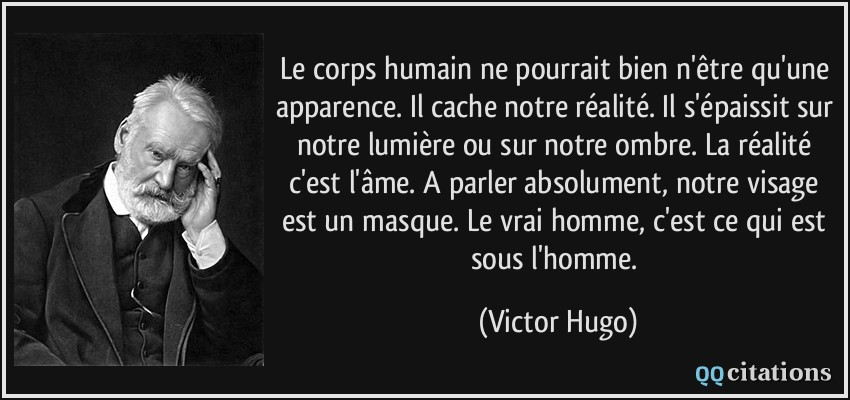 Le corps humain ne pourrait bien n'être qu'une
apparence. Il cache notre réalité. Il s'épaissit sur
notre lumière ou sur notre ombre. La réalité
c'est l'âme. A parler absolument, notre visage
est un masque. Le vrai homme, c'est ce qui est
sous l'homme.
(Victor Hugo)
QQcitations